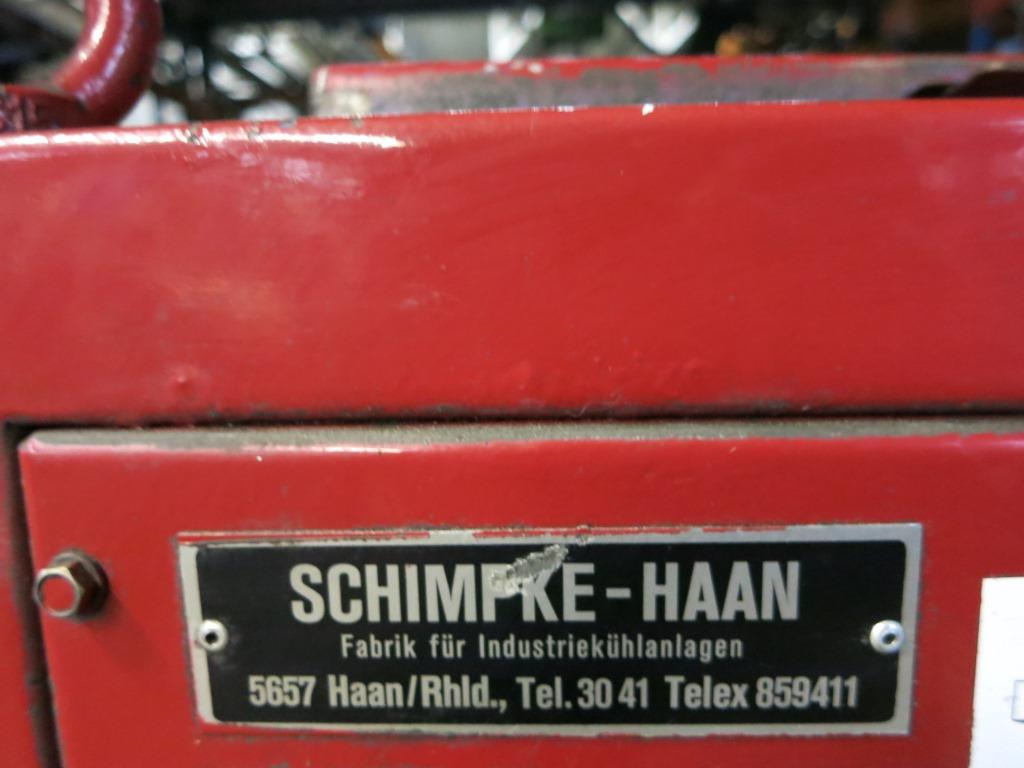 SCHIMPKE-HAAN
Fabrik für Industriekühlanlagen
5657 Haan/Rhld., Tel. 30 41 Telex 859411